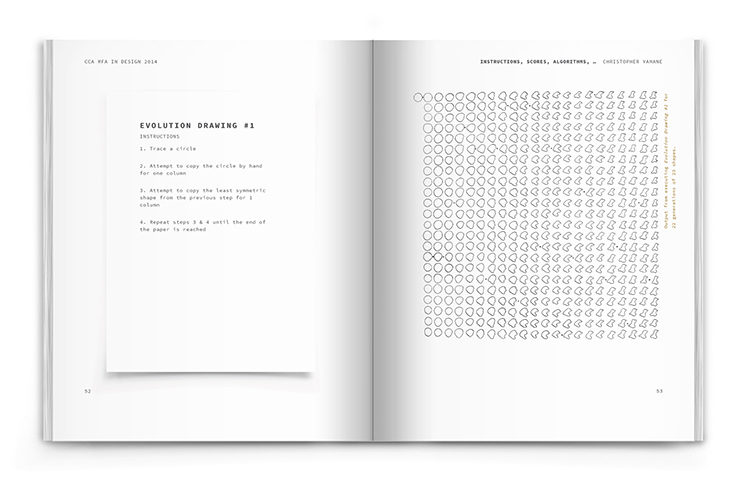 CCA MFA IN DESIGN 2014
EVOLUTION DRAWING #1
INSTRUCTIONS
1. Trace a circle
2. Attempt to copy the circle by hand
for one column
3. Attempt to copy the least symmetric
shape from the previous step for 1
column
4. Repeat steps 3 & 4 until the end of
the paper is reached
52
INSTRUCTIONS, SCORES, ALGORITHMS, … CHRISTOPHER YAMANE
Output from executing Evolution Drawing #1 for
22 generations of 23 shapes.
53